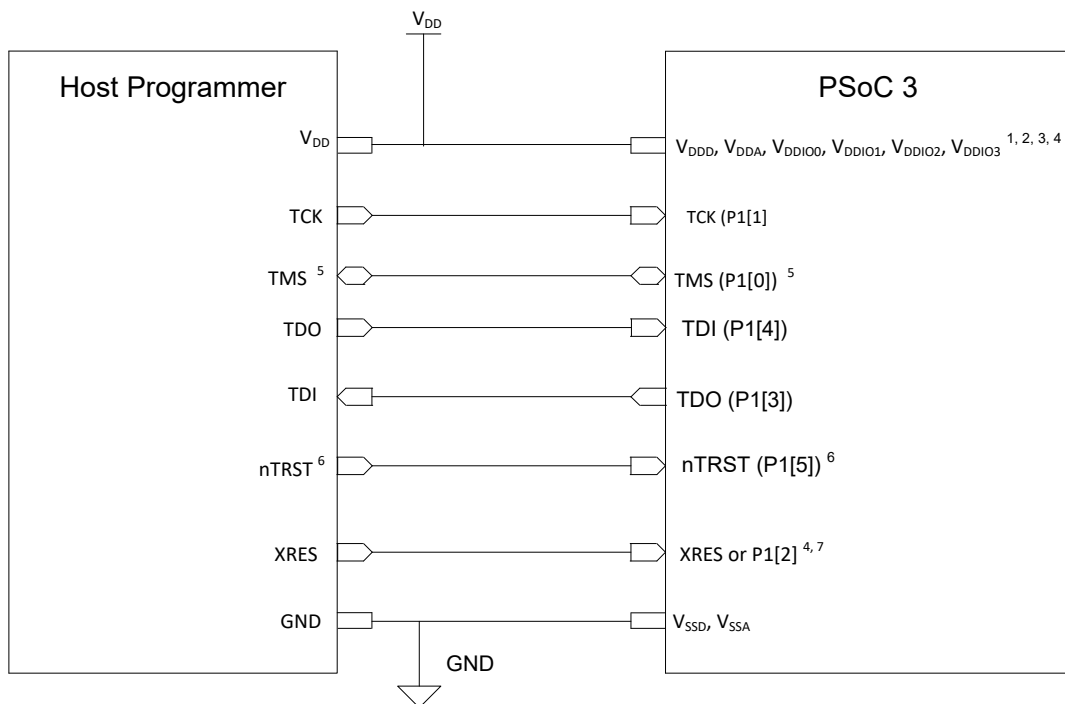 VDD
Host Programmer
PSoC 3
VDD
VDDD, VDDA, VDDIO0, VDDIO1, VDDIO2, VDDIO3 1, 2, 3, 4
TCK
TCK (P1[1]
TMS 5
TMS (P1[0]) 5
TDO
TDI (P1[4])
TDI
TDO (P1[3])
nTRST 6
nTRST (P1[5]) 6
XRES
XRES or P1[2] 4, 7
GND
VSSD, VSSA
GND